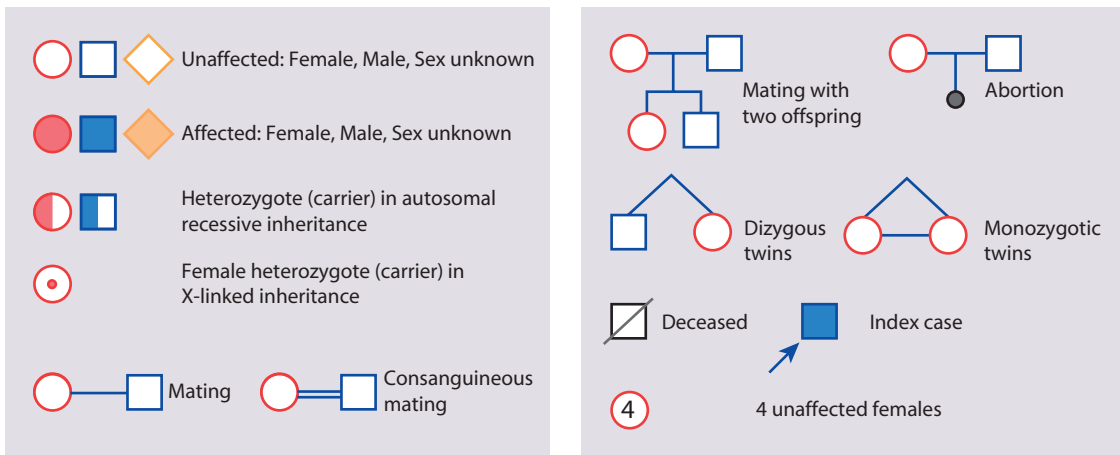 Unaffected: Female, Male, Sex unknown
Affected: Female, Male, Sex unknown
Heterozygote (carrier) in autosomal
recessive inheritance
Female heterozygote (carrier) in
X-linked inheritance
Mating
Consanguineous
mating
Mating with
two offspring
Abortion
Dizygous
twins
Monozygotic
twins
Deceased
Index case
4
4 unaffected females